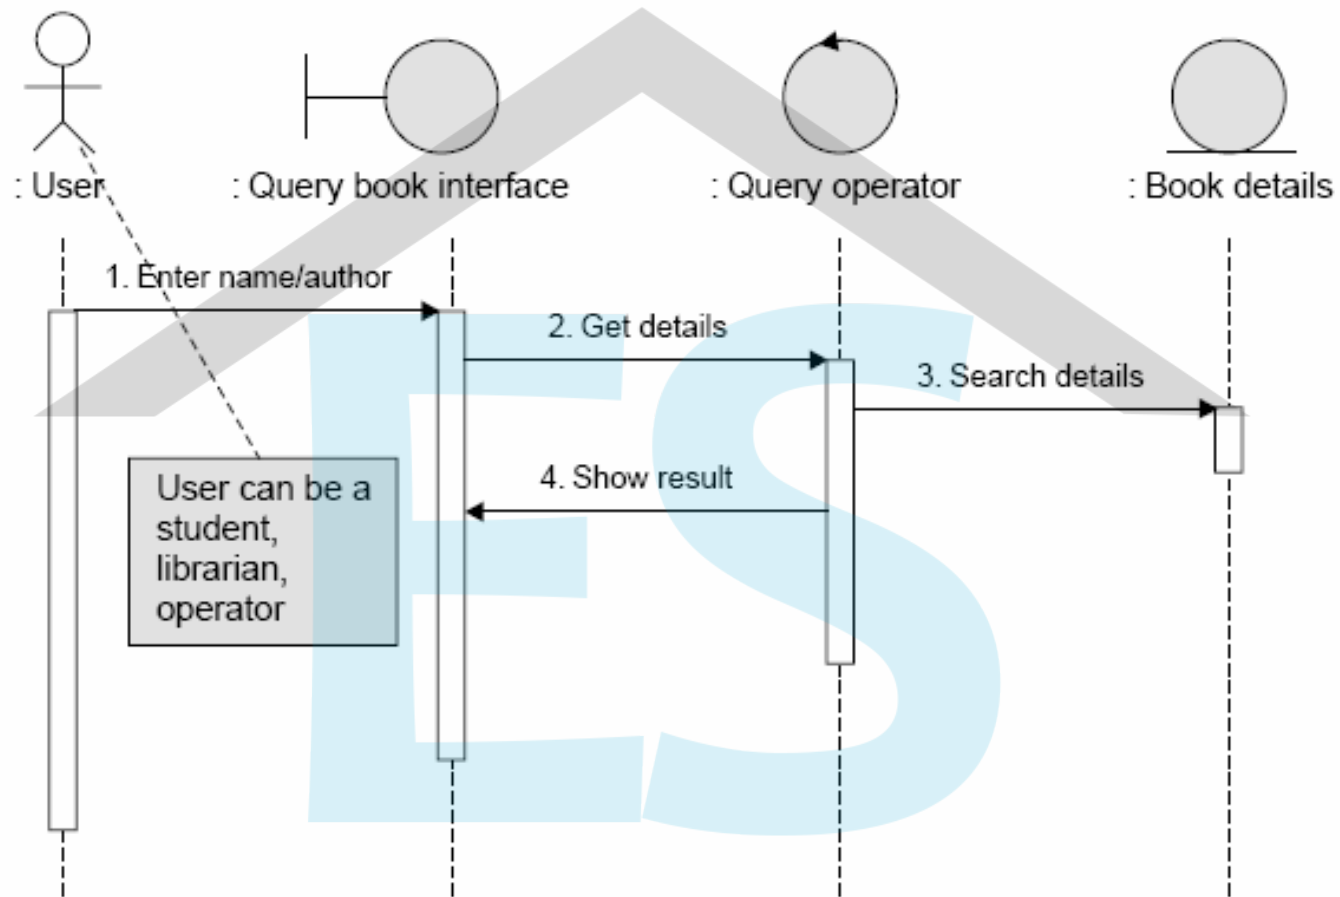 : User
: Query book interface
: Query operator
: Book details
1. Enter name/author
2. Get details
3. Search details
4. Show result
User can be a
student,
librarian,
operator
ES